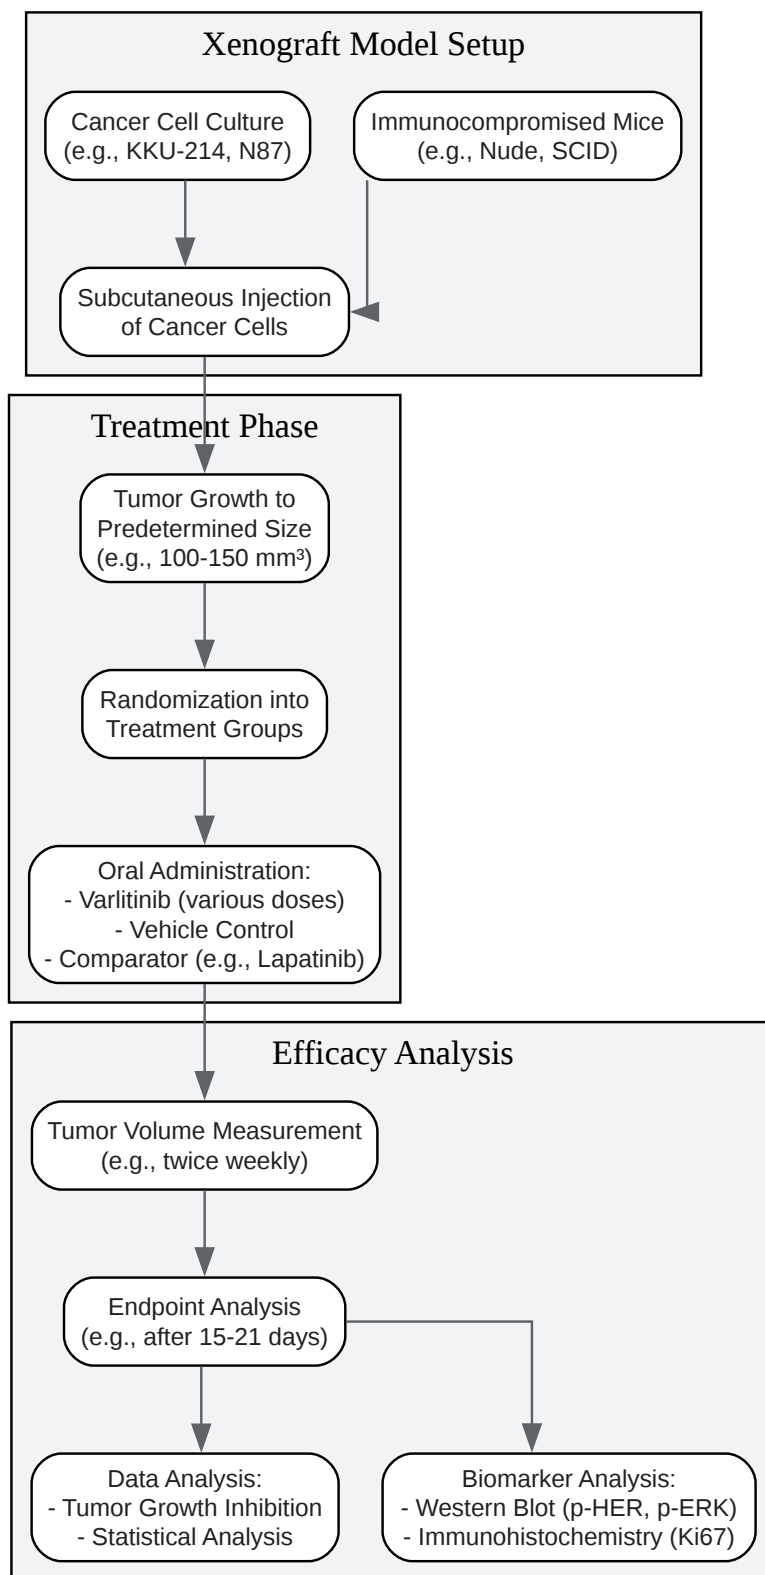 Xenograft Model Setup
Cancer Cell Culture
(e.g., KKU-214, N87)
Immunocompromised Mice
(e.g., Nude, SCID)
Subcutaneous Injection
of Cancer Cells
Treatment Phase
Tumor Growth to
Predetermined Size
(e.g., 100-150 mm³)
Randomization into
Treatment Groups
Oral Administration:
- Varlitinib (various doses)
- Vehicle Control
- Comparator (e.g., Lapatinib)
Efficacy Analysis
Tumor Volume Measurement
(e.g., twice weekly)
Endpoint Analysis
(e.g., after 15-21 days)
Data Analysis:
- Tumor Growth Inhibition
- Statistical Analysis
Biomarker Analysis:
- Western Blot (p-HER, p-ERK)
- Immunohistochemistry (Ki67)